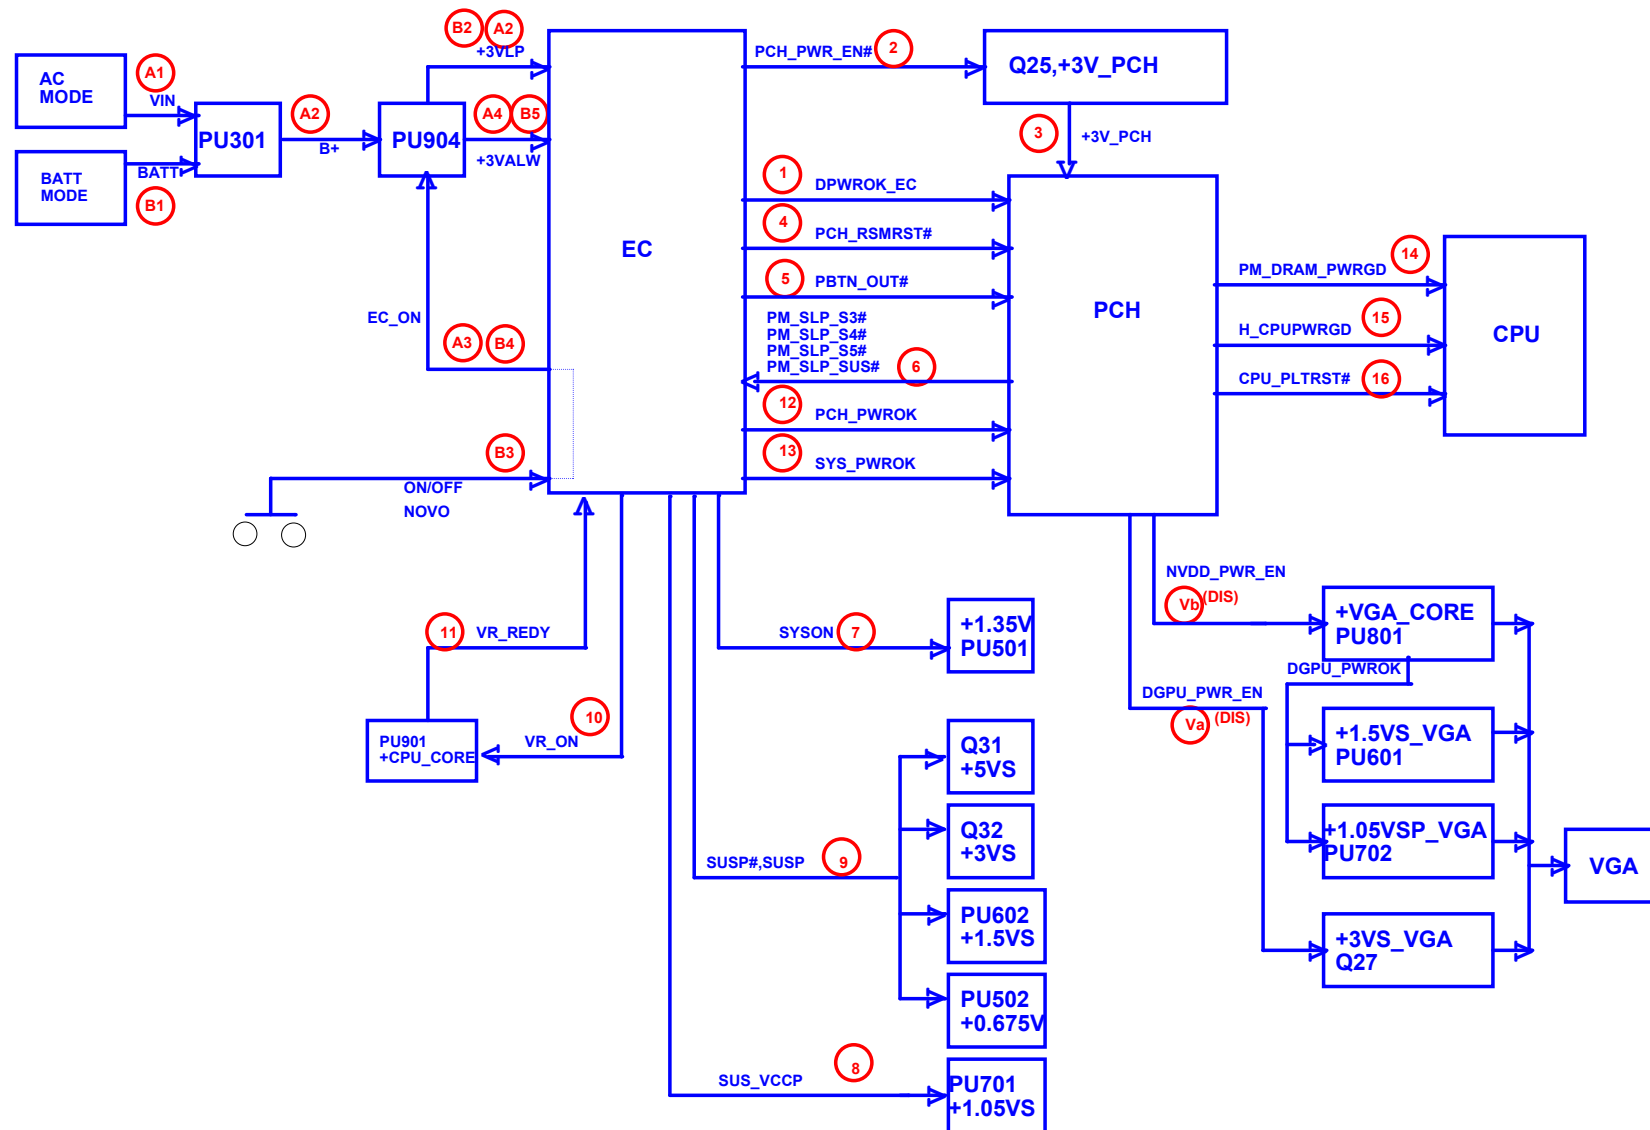 B2
A2
+3VLP
AC
MODE
A1
VIN
PU301
A2
B+
PU904
A4
B5
+3VALW
BATT
MODE
BATT
B1
EC
PCH_PWR_EN#
2
Q25,+3V_PCH
3
+3V_PCH
1
DPWROK_EC
4
PCH_RSMRST#
5
PBTN_OUT#
PM_SLP_S3#
PM_SLP_S4#
PM_SLP_S5#
PM_SLP_SUS#
6
12
PCH_PWROK
13
SYS_PWROK
PCH
PM_DRAM_PWRGD
14
H_CPUPWRGD
15
CPU_PLTRST#
16
CPU
EC_ON
A3
B4
B3
ON/OFF
NOVO
11
VR_REDY
10
VR_ON
PU901
+CPU_CORE
SYSON
7
+1.35V
PU501
Q31
+5VS
Q32
+3VS
SUSP#,SUSP
9
PU602
+1.5VS
PU502
+0.675V
SUS_VCCP
8
PU701
+1.05VS
NVDD_PWR_EN
Vb
(DIS)
+VGA_CORE
PU801
DGPU_PWROK
DGPU_PWR_EN
Va
(DIS)
+1.5VS_VGA
PU601
+1.05VSP_VGA
PU702
+3VS_VGA
Q27
VGA